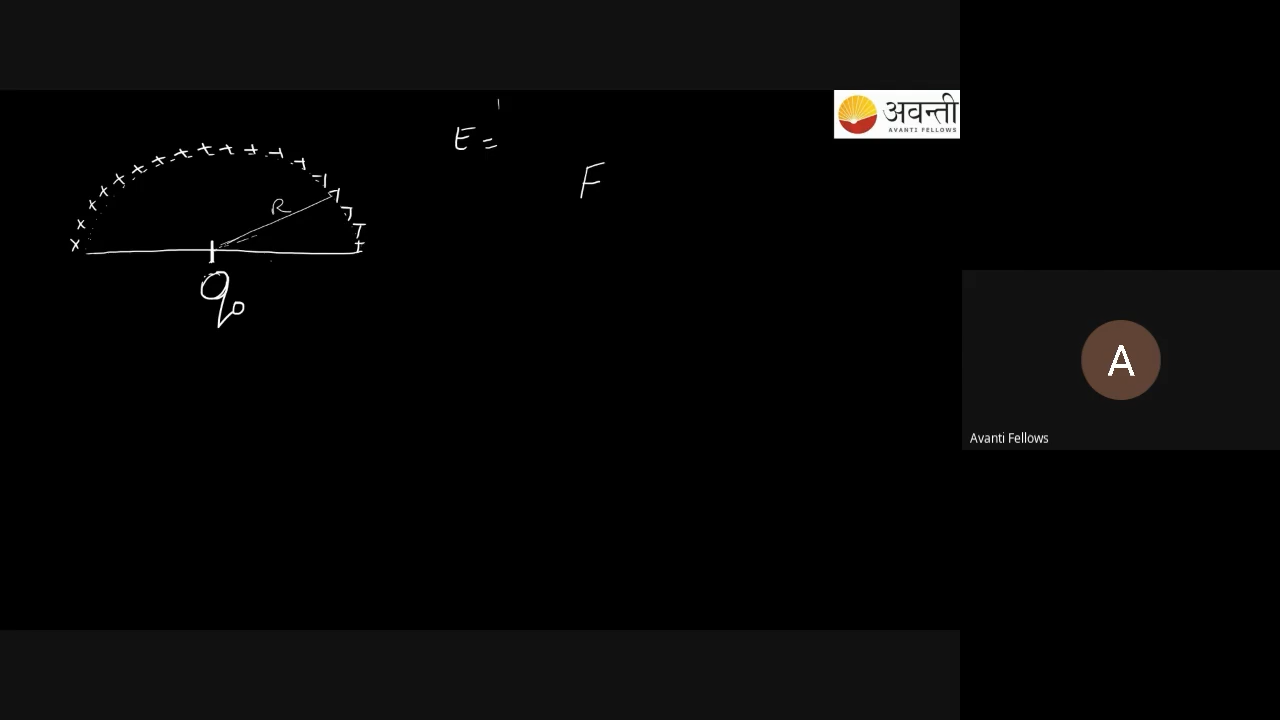 E =
F
R
q₀
अवन्ती
AVANTI FELLOWS
A
Avanti Fellows